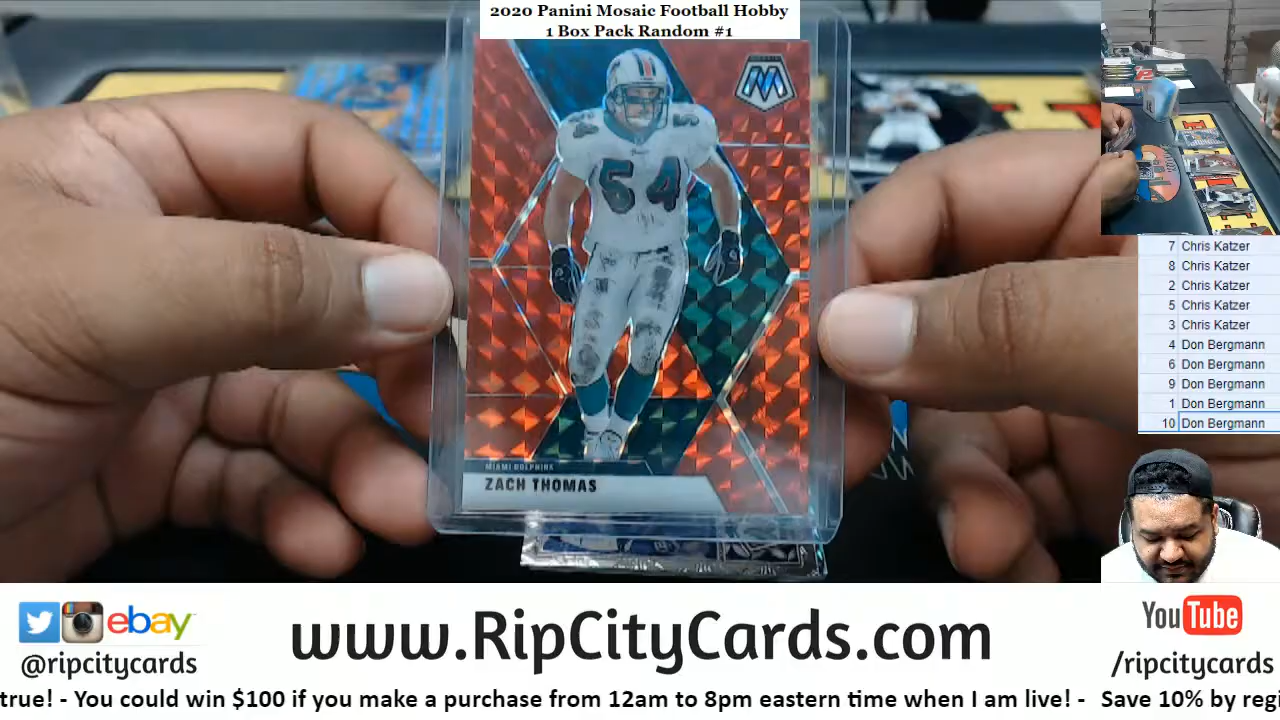 2020 Panini Mosaic Football Hobby
1 Box Pack Random #1
54
54
54
MIAMI DOLPHINS
ZACH THOMAS
7 Chris Katzer
8 Chris Katzer
2 Chris Katzer
5 Chris Katzer
3 Chris Katzer
4 Don Bergmann
6 Don Bergmann
9 Don Bergmann
1 Don Bergmann
10 Don Bergmann
ebay
@ripcitycards
www.RipCityCards.com
YouTube
/ripcitycards
true! - You could win $100 if you make a purchase from 12am to 8pm eastern time when I am live! - Save 10% by regi